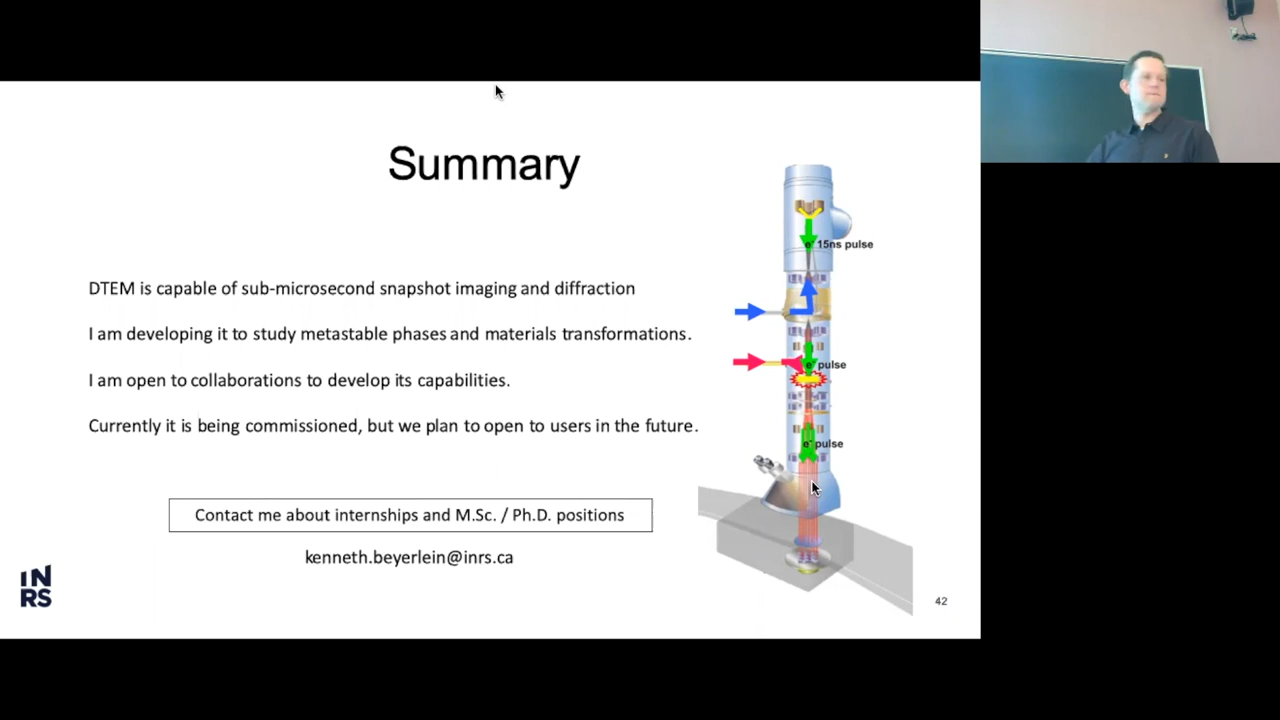 Summary
DTEM is capable of sub-microsecond snapshot imaging and diffraction
I am developing it to study metastable phases and materials transformations.
I am open to collaborations to develop its capabilities.
Currently it is being commissioned, but we plan to open to users in the future.
Contact me about internships and M.Sc. / Ph.D. positions
kenneth.beyerlein@inrs.ca
e⁻ 15ns pulse
e⁻ pulse
e⁻ pulse
IN
RS
42